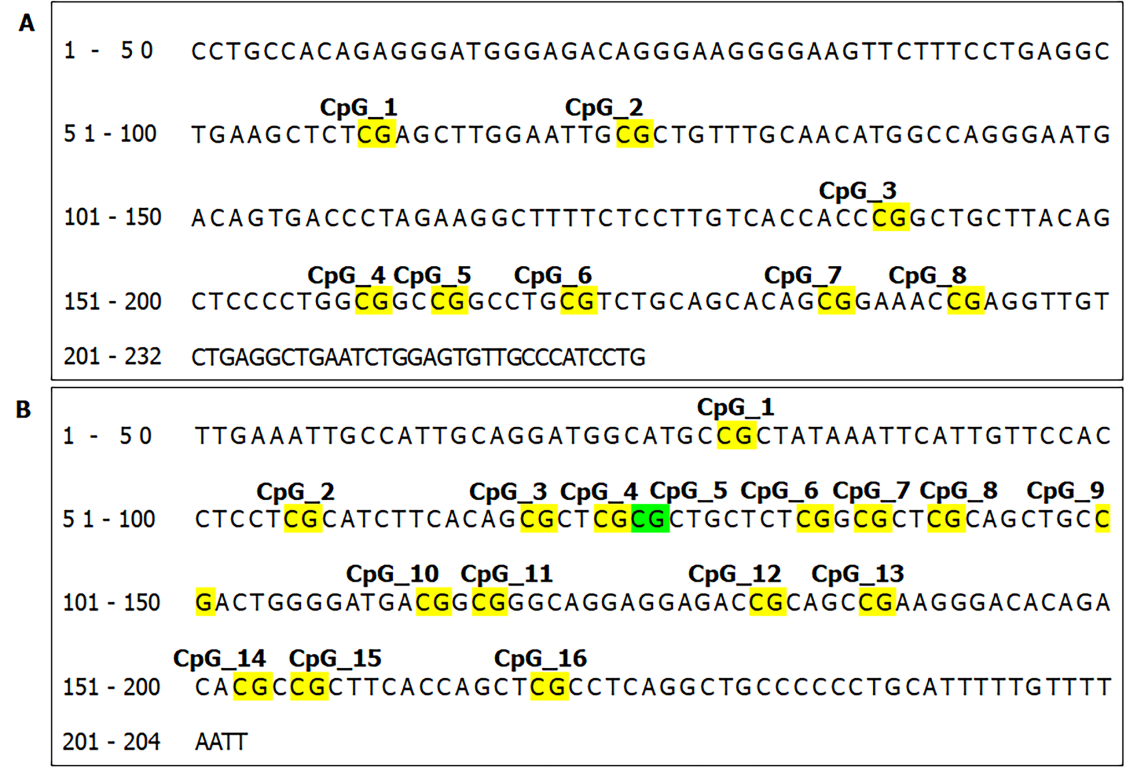 A
1 - 50 CCTGCCACAGAGGGATGGGAGACAGGGAAGGGGAAGTTCTTTCCTGAGGC
CpG_1 CpG_2
51-100 TGAAGCTCTCGAGCTTGGAATTGCGCTGTTTGCAACATGGCCAGGGAATG
CpG_3
101-150 ACAGTGACCCTAGAAGGCTTTTCTCCTTGTCACCACCCGGCTGCTTACAG
CpG_4 CpG_5 CpG_6 CpG_7 CpG_8
151-200 CTCCCCTGGCGGCCGGCCTGCGTCTGCAGCACAGCGGAAACCGAGGTTGT
201-232 CTGAGGCTGAATCTGGAGTGTTGCCCATCCTG
B
CpG_1
1 - 50 TTGAAATTGCCATTGCAGGATGGCATGCCGCTATAAATTCATTGTTCCAC
CpG_2 CpG_3 CpG_4 CpG_5 CpG_6 CpG_7 CpG_8 CpG_9
51-100 CTCCTCGCATCTTCACAGCGCTCGCGCTGCTCTCGGCGCTCGCAGCTGCC
CpG_10 CpG_11 CpG_12 CpG_13
101-150 GACTGGGGATGACGGCGGGCAGGAGGAGACCGCAGCCGAAGGGACACAGA
CpG_14 CpG_15 CpG_16
151-200 CACGCCGCTTCACCAGCTCGCCTCAGGCTGCCCCCCTGCATTTTTGTTTT
201-204 AATT